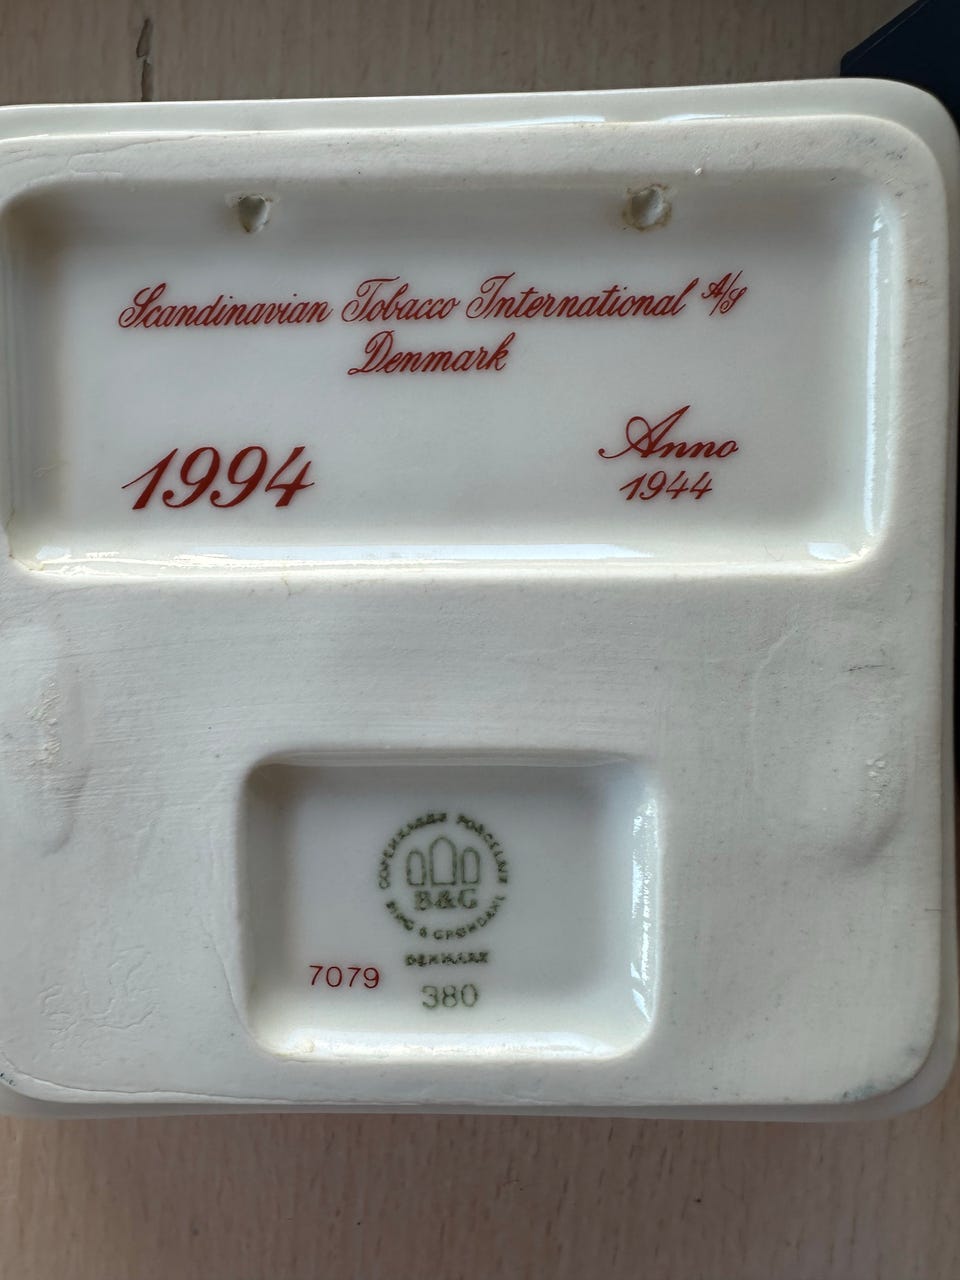 Scandinavian Tobacco International A/S
Denmark
1994
Anno
1944
COPENHAGEN PORCELAIN
B&G
BING & GRØNDAHL
DENMARK
7079
380